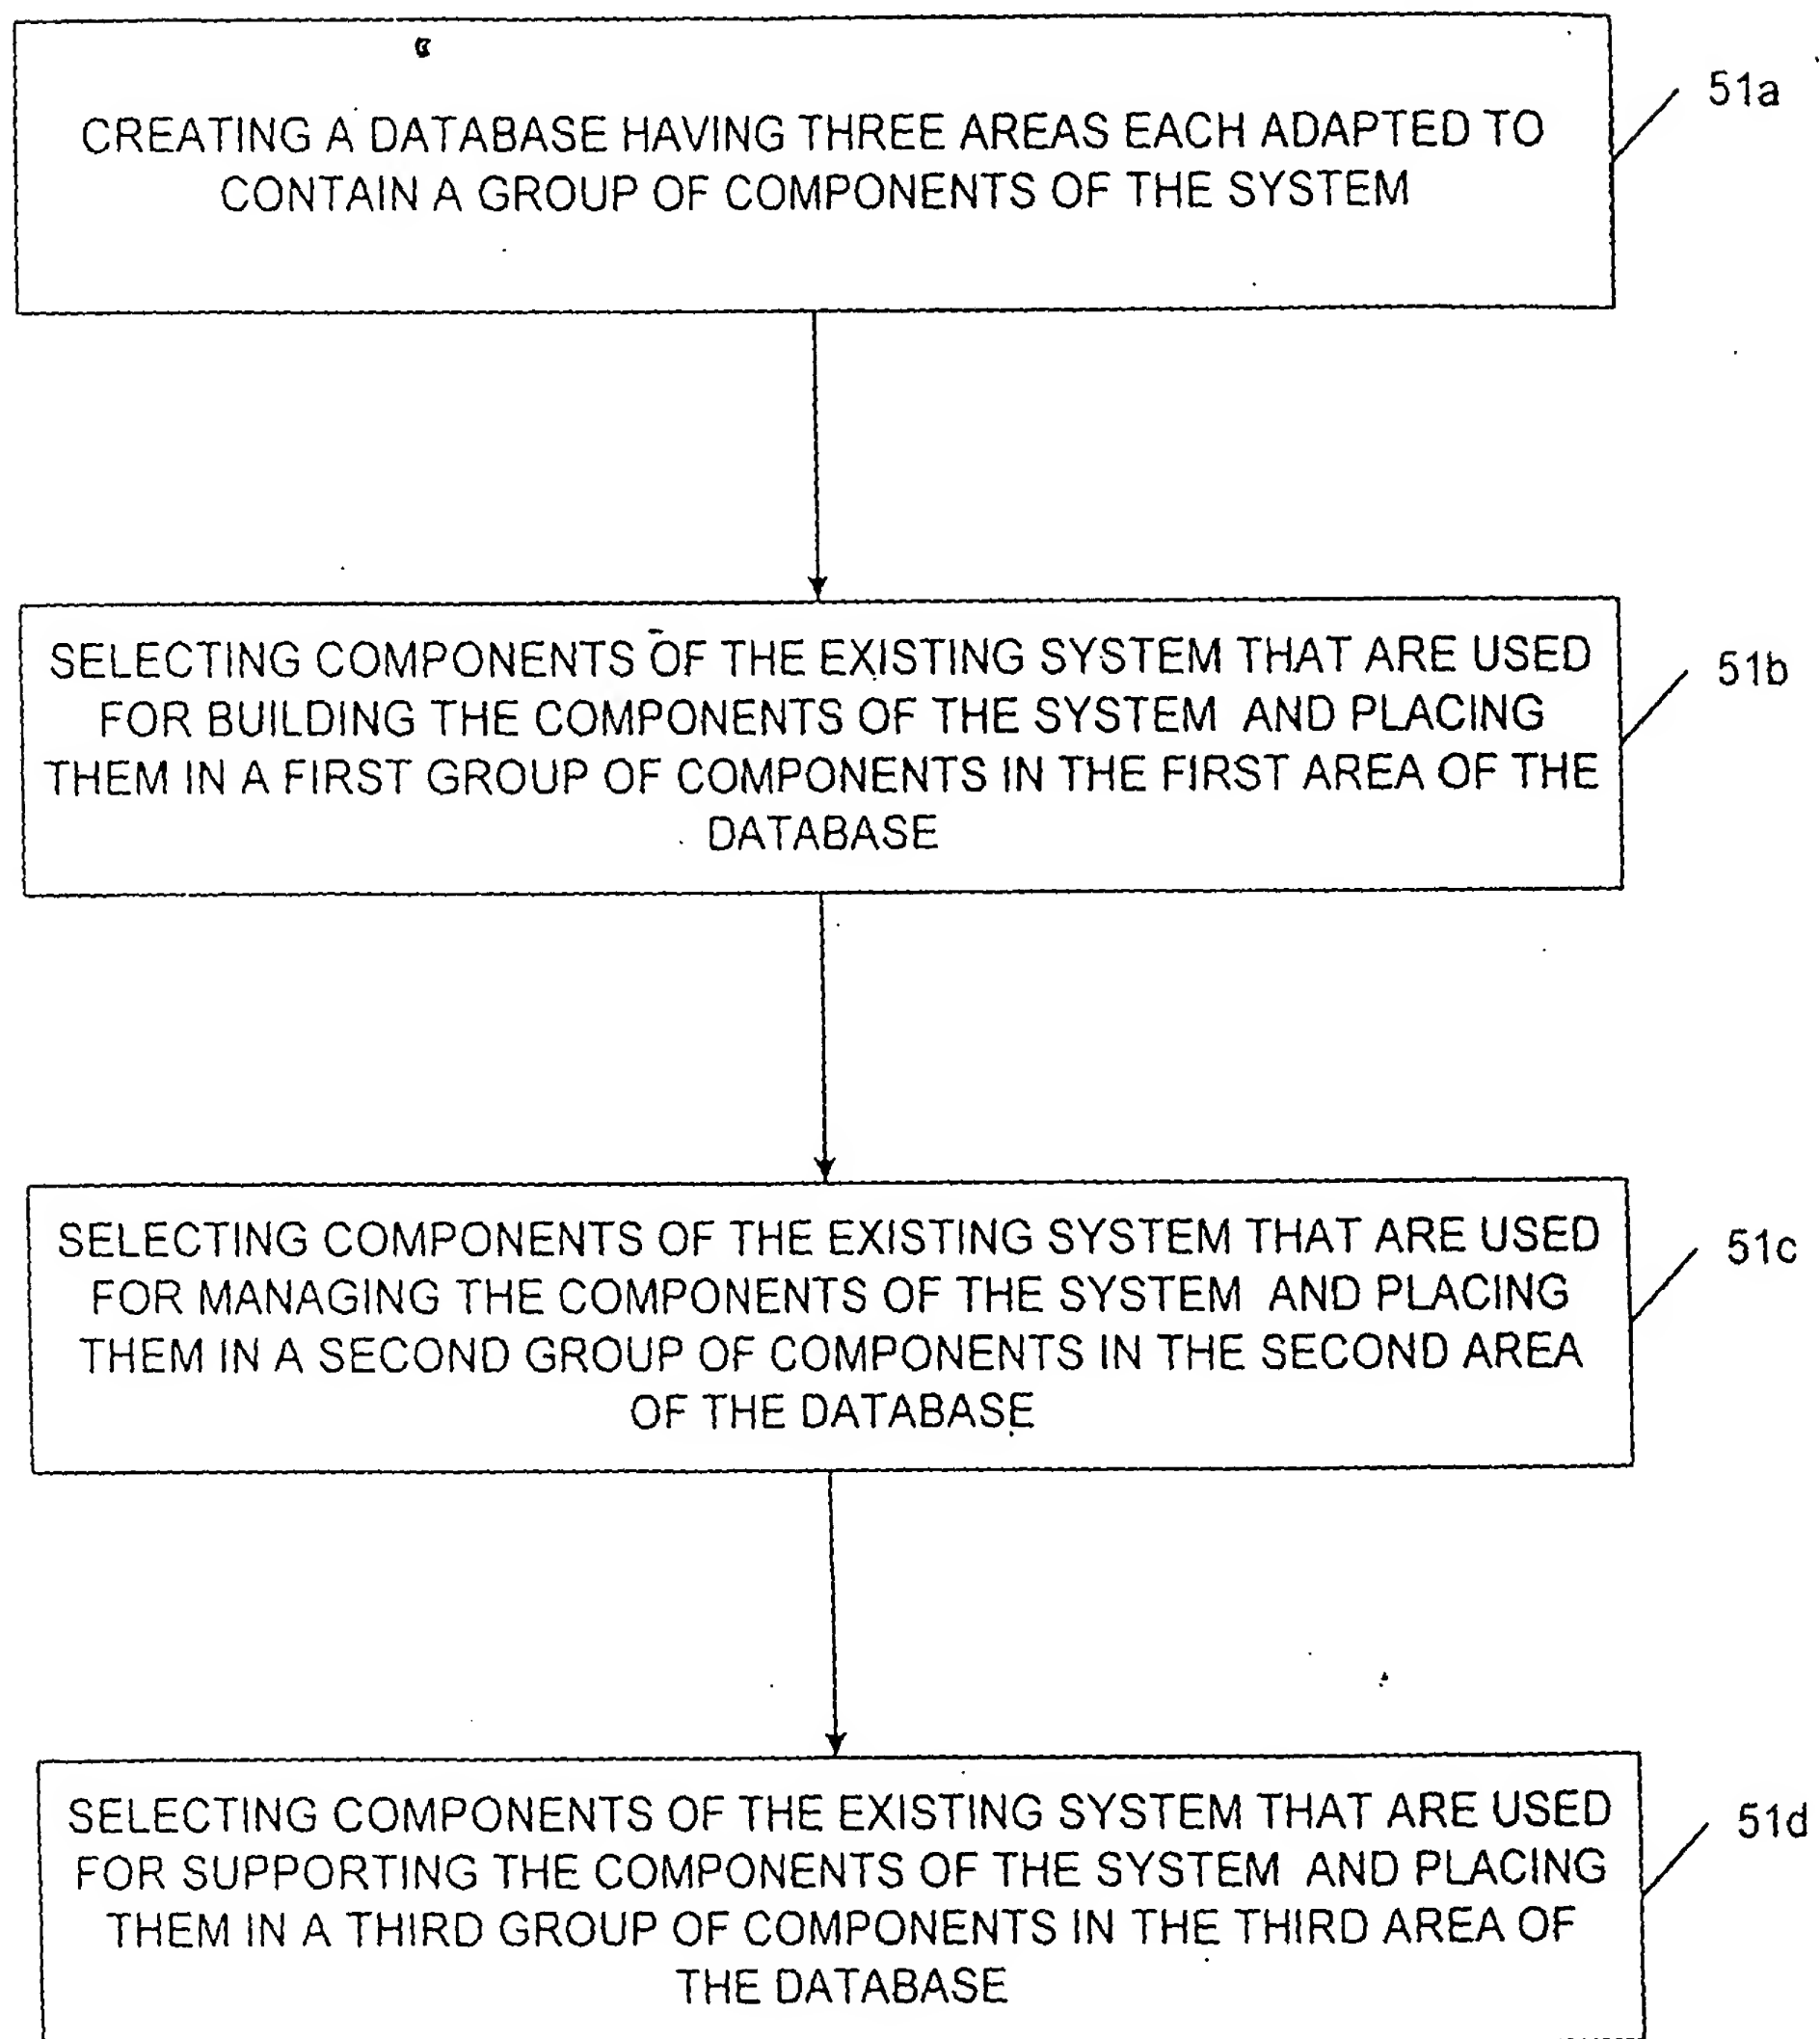 CREATING A DATABASE HAVING THREE AREAS EACH ADAPTED TO
CONTAIN A GROUP OF COMPONENTS OF THE SYSTEM
51a
SELECTING COMPONENTS OF THE EXISTING SYSTEM THAT ARE USED
FOR BUILDING THE COMPONENTS OF THE SYSTEM AND PLACING
THEM IN A FIRST GROUP OF COMPONENTS IN THE FIRST AREA OF THE
DATABASE
51b
SELECTING COMPONENTS OF THE EXISTING SYSTEM THAT ARE USED
FOR MANAGING THE COMPONENTS OF THE SYSTEM AND PLACING
THEM IN A SECOND GROUP OF COMPONENTS IN THE SECOND AREA
OF THE DATABASE
51c
SELECTING COMPONENTS OF THE EXISTING SYSTEM THAT ARE USED
FOR SUPPORTING THE COMPONENTS OF THE SYSTEM AND PLACING
THEM IN A THIRD GROUP OF COMPONENTS IN THE THIRD AREA OF
THE DATABASE
51d